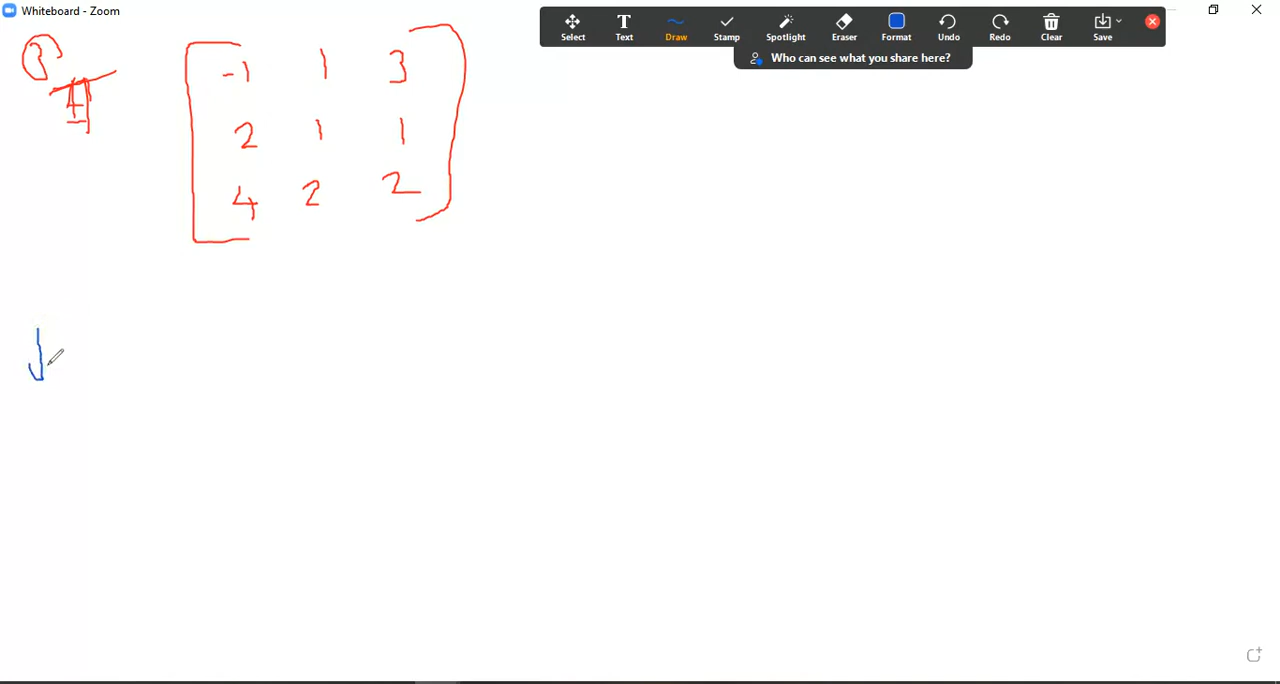 Whiteboard - Zoom
Select Text Draw Stamp Spotlight Eraser Format Undo Redo Clear Save
Who can see what you share here?
-1 1 3
2 1 1
4 2 2